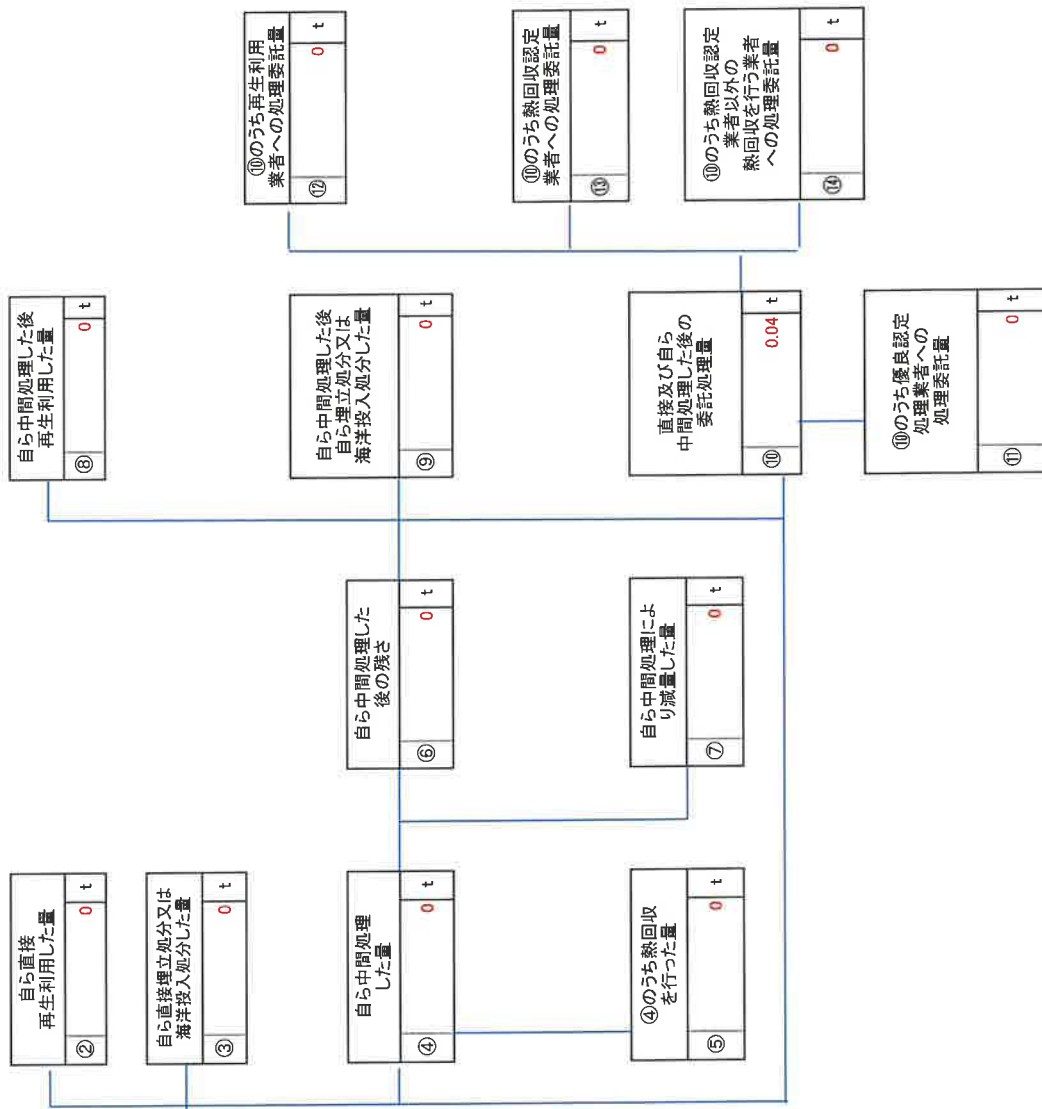 自ら直接
再生利用した量
② 0 t
自ら直接埋立処分又は
海洋投入処分した量
③ 0 t
自ら中間処理
した量
④ 0 t
④のうち熱回収
を行った量
⑤ 0 t
自ら中間処理した
後の残さ
⑥ 0 t
自ら中間処理によ
り減量した量
⑦ 0 t
自ら中間処理した後
再生利用した量
⑧ 0 t
自ら中間処理した後
自ら埋立処分又は
海洋投入処分した量
⑨ 0 t
直接及び自ら
中間処理した後の
委託処理量
⑩ 0.04 t
⑩のうち優良認定
処理業者への
処理委託量
⑪ 0 t
⑩のうち再生利用
業者への処理委託量
⑫ 0 t
⑩のうち熱回収認定
業者への処理委託量
⑬ 0 t
⑩のうち熱回収認定
業者以外の
熱回収を行う業者
への処理委託量
⑭ 0 t